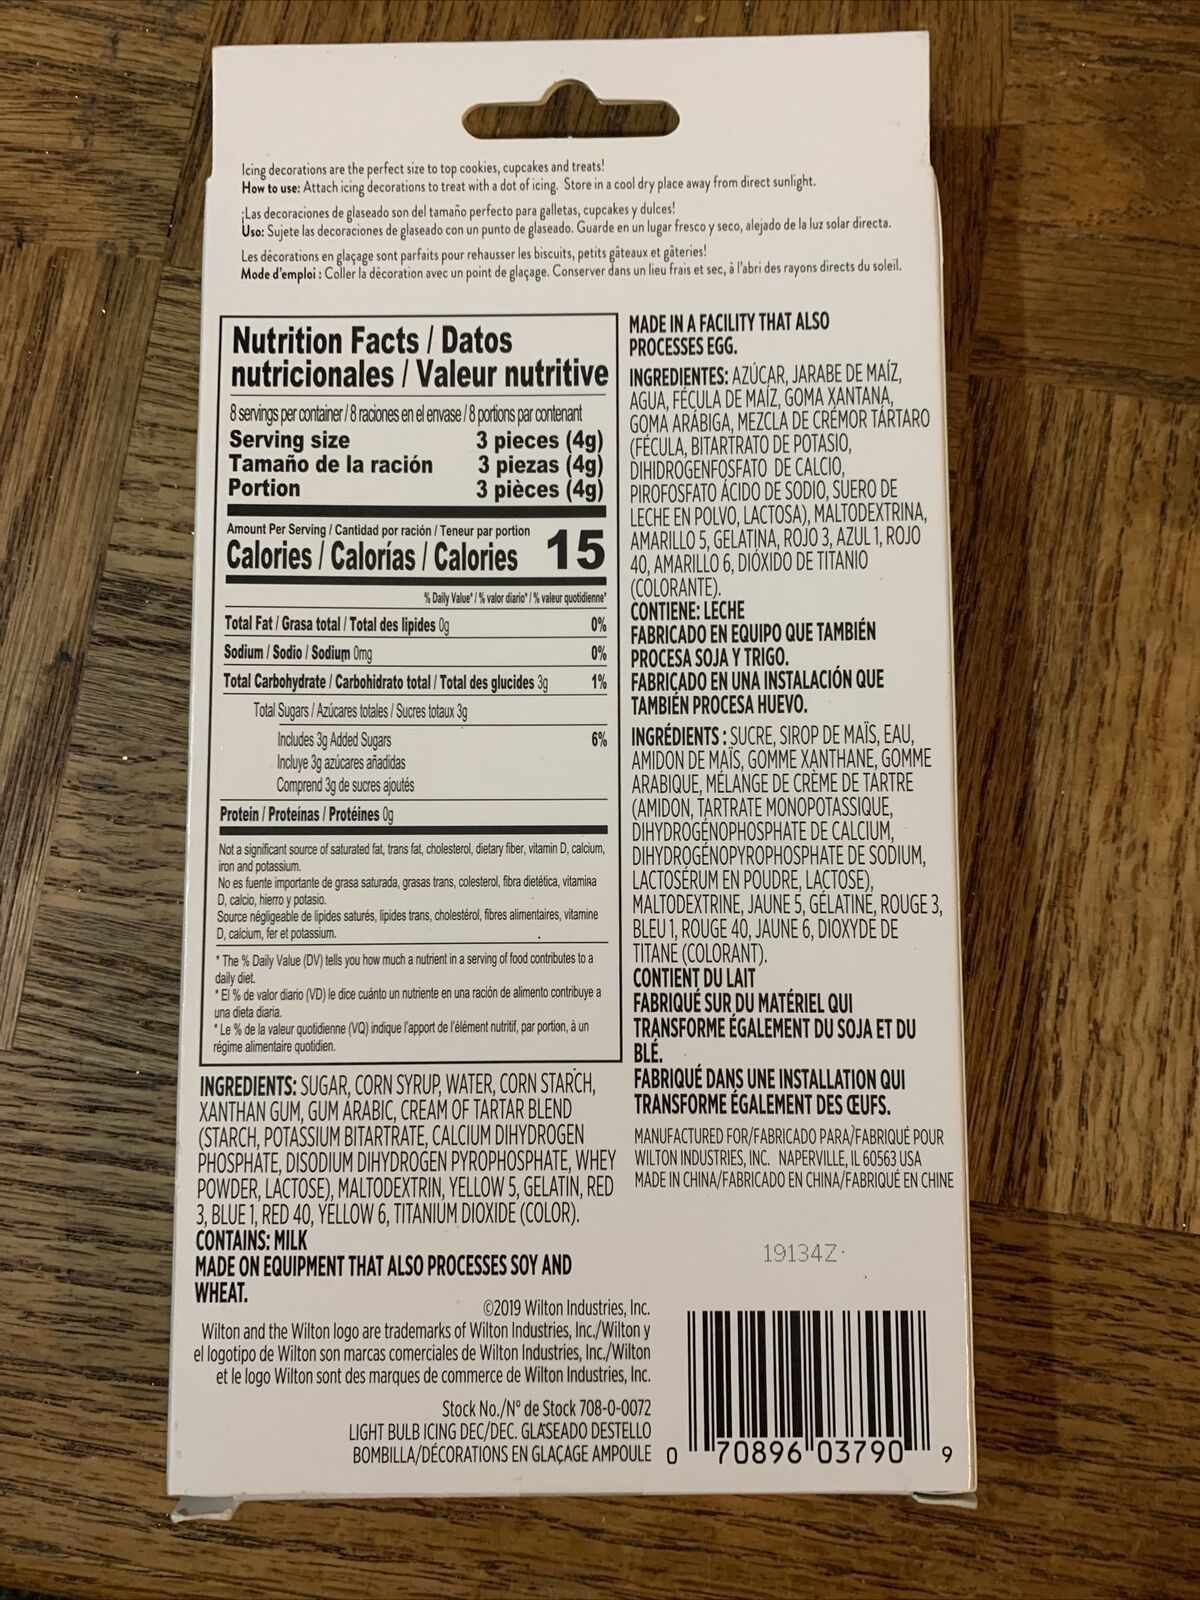 Icing decorations are the perfect size to top cookies, cupcakes and treats!
How to use: Attach icing decorations to treat with a dot of icing. Store in a cool dry place away from direct sunlight.
¡Las decoraciones de glaseado son del tamaño perfecto para galletas, cupcakes y dulces!
Uso: Sujete las decoraciones de glaseado con un punto de glaseado. Guarde en un lugar fresco y seco, alejado de la luz solar directa.
Les décorations en glaçage sont parfaits pour rehausser les biscuits, petits gâteaux et gâteries!
Mode d'emploi : Coller la décoration avec un point de glaçage. Conserver dans un lieu frais et sec, à l'abri des rayons directs du soleil.
Nutrition Facts / Datos
nutricionales / Valeur nutritive
8 servings per container / 8 raciones en el envase / 8 portions par contenant
Serving size 3 pieces (4g)
Tamaño de la ración 3 piezas (4g)
Portion 3 pièces (4g)
Amount Per Serving / Cantidad por ración / Teneur par portion
Calories / Calorías / Calories 15
% Daily Value* / % valor diario* / % valeur quotidienne*
Total Fat / Grasa total / Total des lipides 0g 0%
Sodium / Sodio / Sodium 0mg 0%
Total Carbohydrate / Carbohidrato total / Total des glucides 3g 1%
Total Sugars / Azúcares totales / Sucres totaux 3g
Includes 3g Added Sugars 6%
Incluye 3g azúcares añadidas
Comprend 3g de sucres ajoutés
Protein / Proteínas / Protéines 0g
Not a significant source of saturated fat, trans fat, cholesterol, dietary fiber, vitamin D, calcium,
iron and potassium.
No es fuente importante de grasa saturada, grasas trans, colesterol, fibra dietética, vitamina
D, calcio, hierro y potasio.
Source négligeable de lipides saturés, lipides trans, cholestérol, fibres alimentaires, vitamine
D, calcium, fer et potassium.
* The % Daily Value (DV) tells you how much a nutrient in a serving of food contributes to a
daily diet.
* El % de valor diario (VD) le dice cuánto un nutriente en una ración de alimento contribuye a
una dieta diaria.
* Le % de la valeur quotidienne (VQ) indique l'apport de l'élément nutritif, par portion, à un
régime alimentaire quotidien.
INGREDIENTS: SUGAR, CORN SYRUP, WATER, CORN STARCH,
XANTHAN GUM, GUM ARABIC, CREAM OF TARTAR BLEND
(STARCH, POTASSIUM BITARTRATE, CALCIUM DIHYDROGEN
PHOSPHATE, DISODIUM DIHYDROGEN PYROPHOSPHATE, WHEY
POWDER, LACTOSE), MALTODEXTRIN, YELLOW 5, GELATIN, RED
3, BLUE 1, RED 40, YELLOW 6, TITANIUM DIOXIDE (COLOR).
CONTAINS: MILK
MADE ON EQUIPMENT THAT ALSO PROCESSES SOY AND
WHEAT.
MADE IN A FACILITY THAT ALSO
PROCESSES EGG.
INGREDIENTES: AZÚCAR, JARABE DE MAÍZ,
AGUA, FÉCULA DE MAÍZ, GOMA XANTANA,
GOMA ARÁBIGA, MEZCLA DE CRÉMOR TÁRTARO
(FÉCULA, BITARTRATO DE POTASIO,
DIHIDROGENFOSFATO DE CALCIO,
PIROFOSFATO ÁCIDO DE SODIO, SUERO DE
LECHE EN POLVO, LACTOSA), MALTODEXTRINA,
AMARILLO 5, GELATINA, ROJO 3, AZUL 1, ROJO
40, AMARILLO 6, DIÓXIDO DE TITANIO
(COLORANTE).
CONTIENE: LECHE
FABRICADO EN EQUIPO QUE TAMBIÉN
PROCESA SOJA Y TRIGO.
FABRICADO EN UNA INSTALACIÓN QUE
TAMBIÉN PROCESA HUEVO.
INGRÉDIENTS : SUCRE, SIROP DE MAÏS, EAU,
AMIDON DE MAÏS, GOMME XANTHANE, GOMME
ARABIQUE, MÉLANGE DE CRÈME DE TARTRE
(AMIDON, TARTRATE MONOPOTASSIQUE,
DIHYDROGÉNOPHOSPHATE DE CALCIUM,
DIHYDROGÉNOPYROPHOSPHATE DE SODIUM,
LACTOSÉRUM EN POUDRE, LACTOSE),
MALTODEXTRINE, JAUNE 5, GÉLATINE, ROUGE 3,
BLEU 1, ROUGE 40, JAUNE 6, DIOXYDE DE
TITANE (COLORANT).
CONTIENT DU LAIT
FABRIQUÉ SUR DU MATÉRIEL QUI
TRANSFORME ÉGALEMENT DU SOJA ET DU
BLÉ.
FABRIQUÉ DANS UNE INSTALLATION QUI
TRANSFORME ÉGALEMENT DES ŒUFS.
MANUFACTURED FOR/FABRICADO PARA/FABRIQUÉ POUR
WILTON INDUSTRIES, INC. NAPERVILLE, IL 60563 USA
MADE IN CHINA/FABRICADO EN CHINA/FABRIQUÉ EN CHINE
19134Z
©2019 Wilton Industries, Inc.
Wilton and the Wilton logo are trademarks of Wilton Industries, Inc./Wilton y
el logotipo de Wilton son marcas comerciales de Wilton Industries, Inc./Wilton
et le logo Wilton sont des marques de commerce de Wilton Industries, Inc.
Stock No./N° de Stock 708-0-0072
LIGHT BULB ICING DEC/DEC. GLASEADO DESTELLO
BOMBILLA/DÉCORATIONS EN GLAÇAGE AMPOULE
0 70896 03790 9